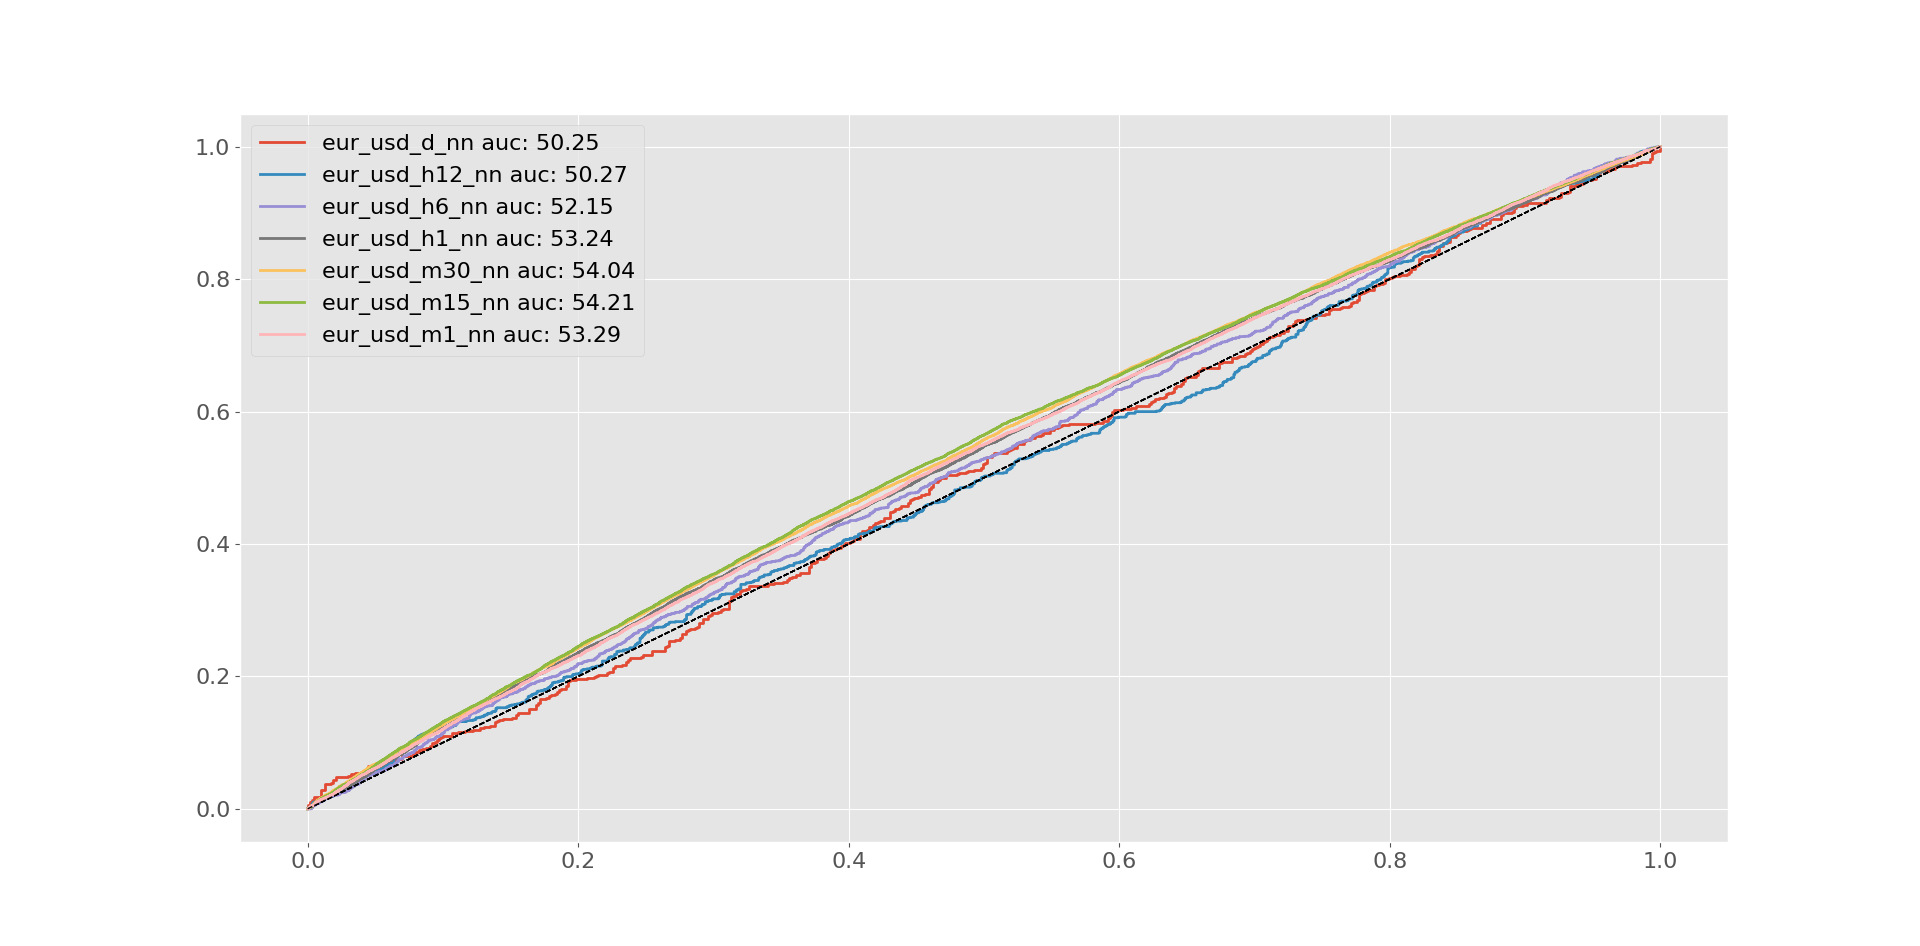 eur_usd_d_nn auc: 50.25
eur_usd_h12_nn auc: 50.27
eur_usd_h6_nn auc: 52.15
eur_usd_h1_nn auc: 53.24
eur_usd_m30_nn auc: 54.04
eur_usd_m15_nn auc: 54.21
eur_usd_m1_nn auc: 53.29
1.0
0.8
0.6
0.4
0.2
0.0
0.0 0.2 0.4 0.6 0.8 1.0